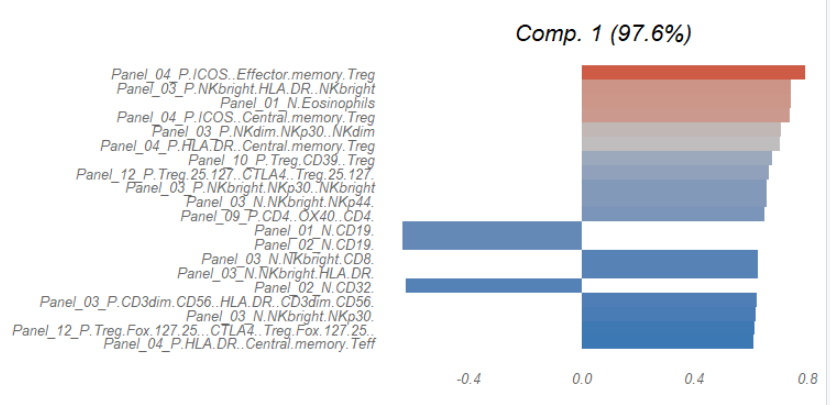 Comp. 1 (97.6%)
Panel_04_P.ICOS..Effector.memory.Treg
Panel_03_P.NKbright.HLA.DR..NKbright
Panel_01_N.Eosinophils
Panel_04_P.ICOS..Central.memory.Treg
Panel_03_P.NKdim.NKp30..NKdim
Panel_04_P.HLA.DR..Central.memory.Treg
Panel_10_P.Treg.CD39..Treg
Panel_12_P.Treg.25.127..CTLA4..Treg.25.127.
Panel_03_P.NKbright.NKp30..NKbright
Panel_03_N.NKbright.NKp44.
Panel_09_P.CD4..OX40..CD4.
Panel_01_N.CD19.
Panel_02_N.CD19.
Panel_03_N.NKbright.CD8.
Panel_03_N.NKbright.HLA.DR.
Panel_02_N.CD32.
Panel_03_P.CD3dim.CD56..HLA.DR..CD3dim.CD56.
Panel_03_N.NKbright.NKp30.
Panel_12_P.Treg.Fox.127.25...CTLA4..Treg.Fox.127.25..
Panel_04_P.HLA.DR..Central.memory.Teff
-0.4 0.0 0.4 0.8